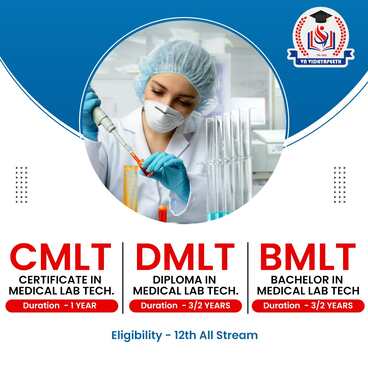 VN VIDHYAPEETH
CMLT
CERTIFICATE IN
MEDICAL LAB TECH.
Duration - 1 YEAR
DMLT
DIPLOMA IN
MEDICAL LAB TECH.
Duration - 3/2 YEARS
BMLT
BACHELOR IN
MEDICAL LAB TECH
Duration - 3/2 YEARS
Eligibility - 12th All Stream